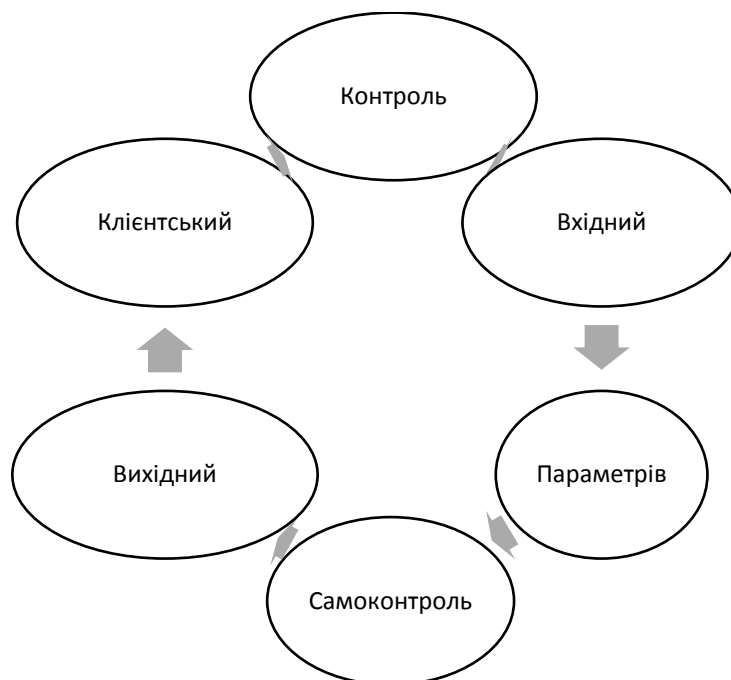 Контроль
Клієнтський
Вхідний
Вихідний
Параметрів
Самоконтроль